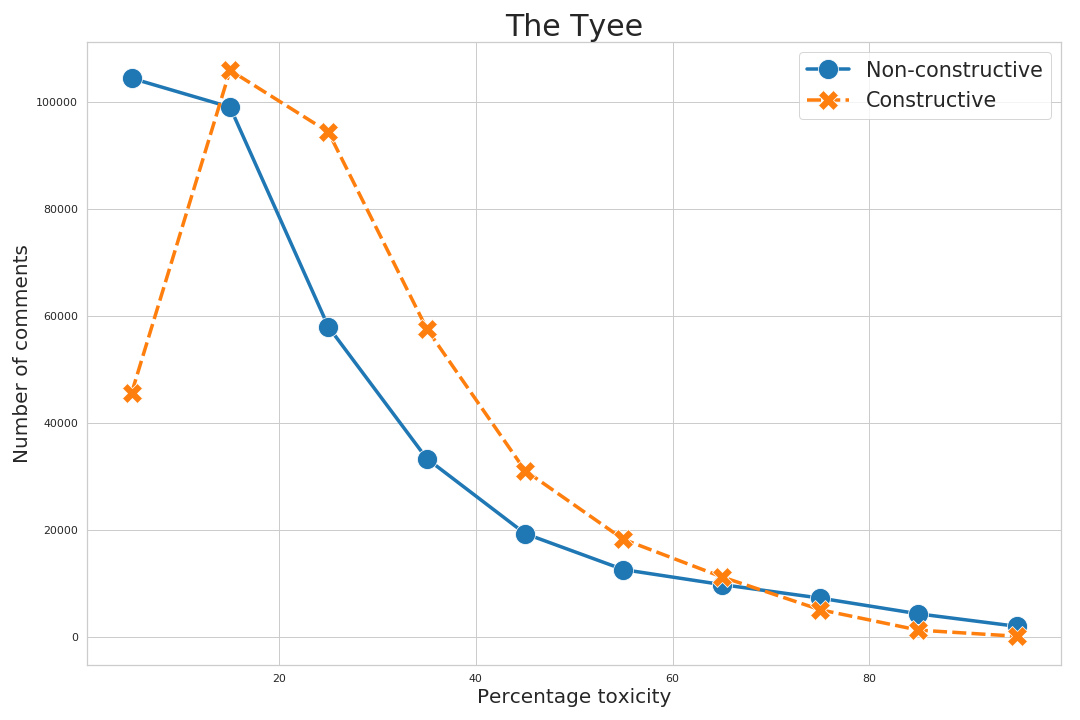 The Tyee
Non-constructive
Constructive
Number of comments
100000
80000
60000
40000
20000
0
20
40
60
80
Percentage toxicity